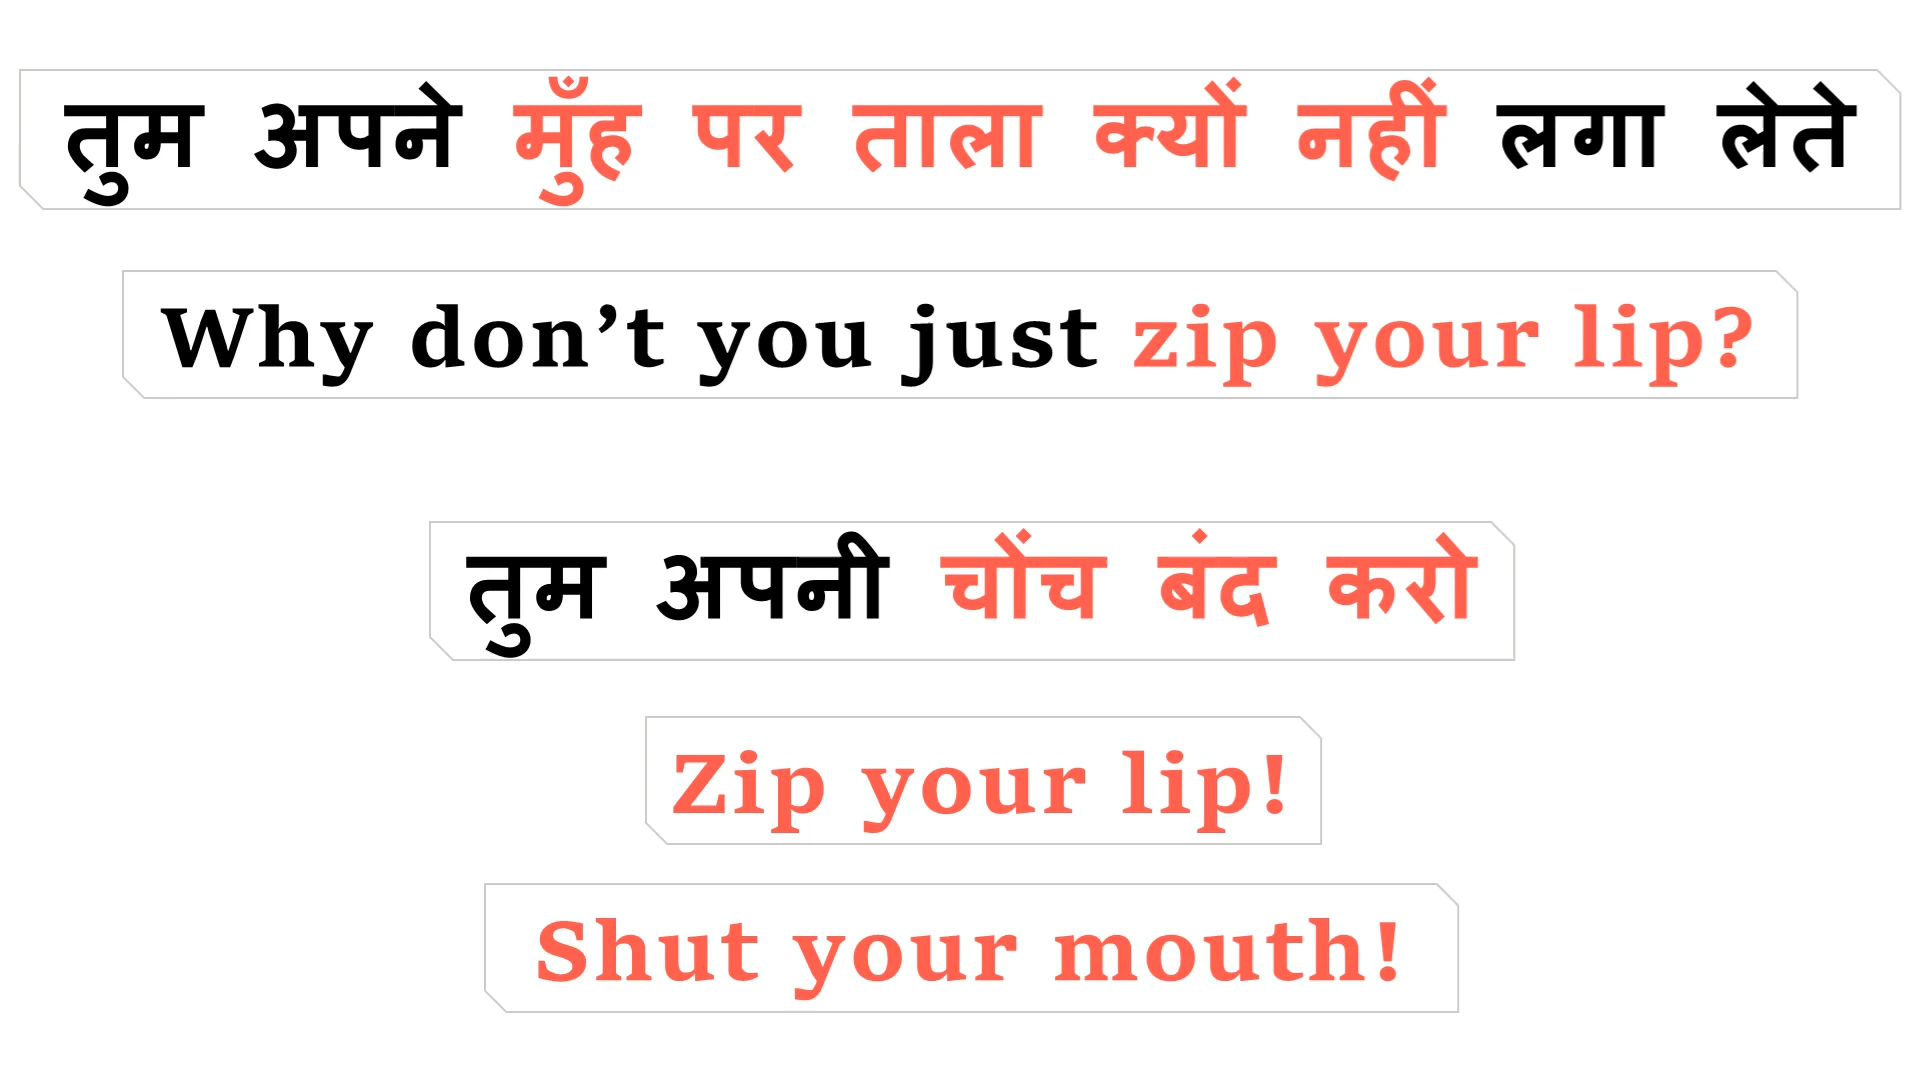 तुम अपने मुँह पर ताला क्यों नहीं लगा लेते
Why don’t you just zip your lip?
तुम अपनी चोंच बंद करो
Zip your lip!
Shut your mouth!